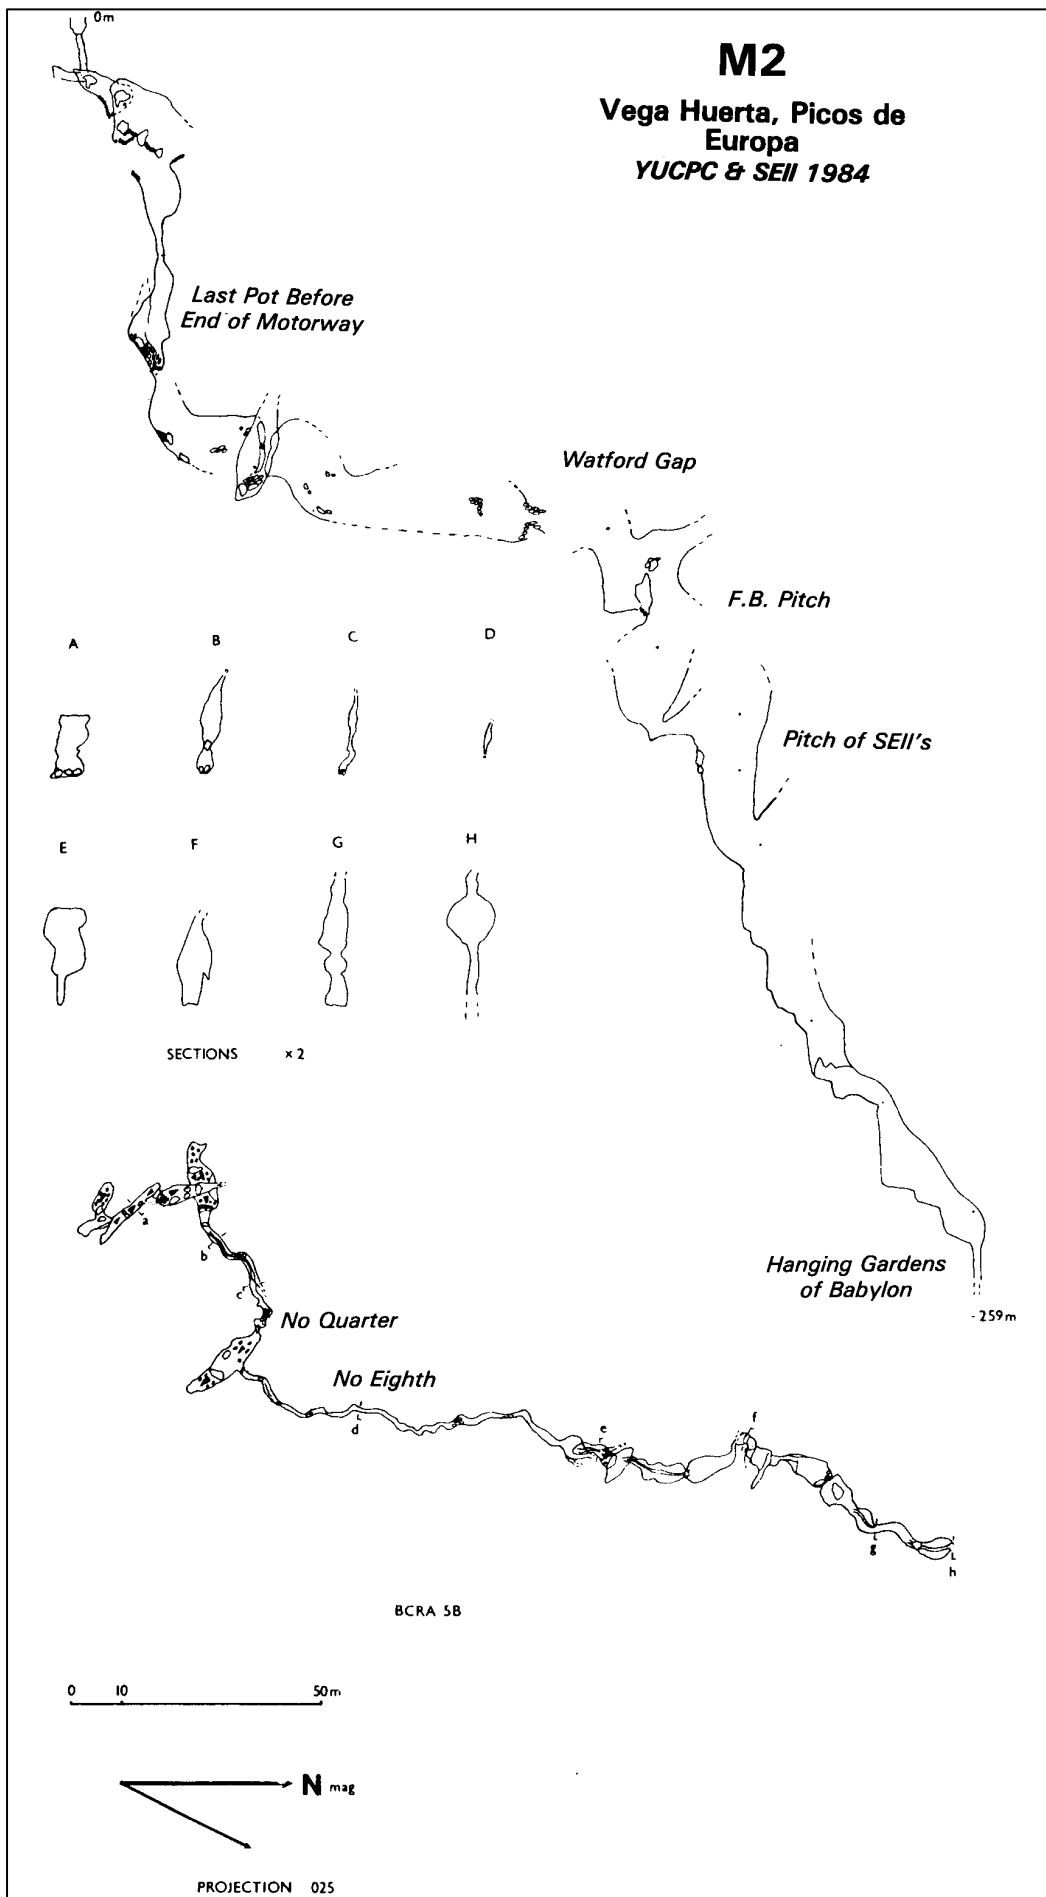 0m
M2
Vega Huerta, Picos de
Europa
YUCPC & SEII 1984
Last Pot Before
End of Motorway
Watford Gap
F.B. Pitch
A B C D
Pitch of SEII's
E F G H
SECTIONS x 2
Hanging Gardens
of Babylon
- 259m
a
b
c
No Quarter
No Eighth
d
e
f
g
h
BCRA 5B
0 10 50m
N mag
PROJECTION 025